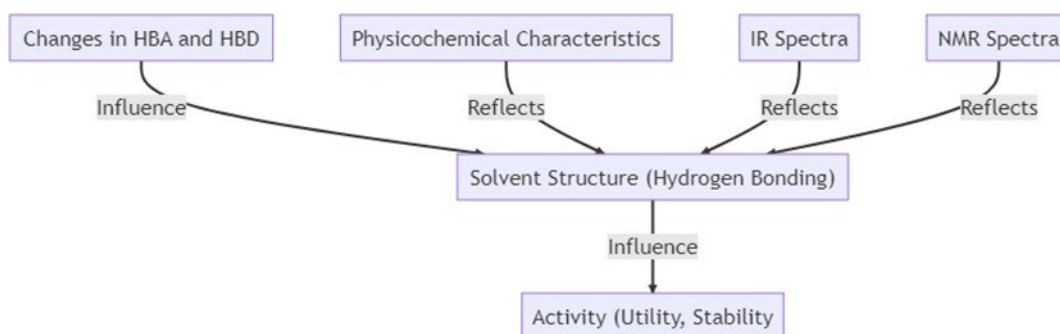 Changes in HBA and HBD
Physicochemical Characteristics
IR Spectra
NMR Spectra
Influence
Reflects
Reflects
Reflects
Solvent Structure (Hydrogen Bonding)
Influence
Activity (Utility, Stability